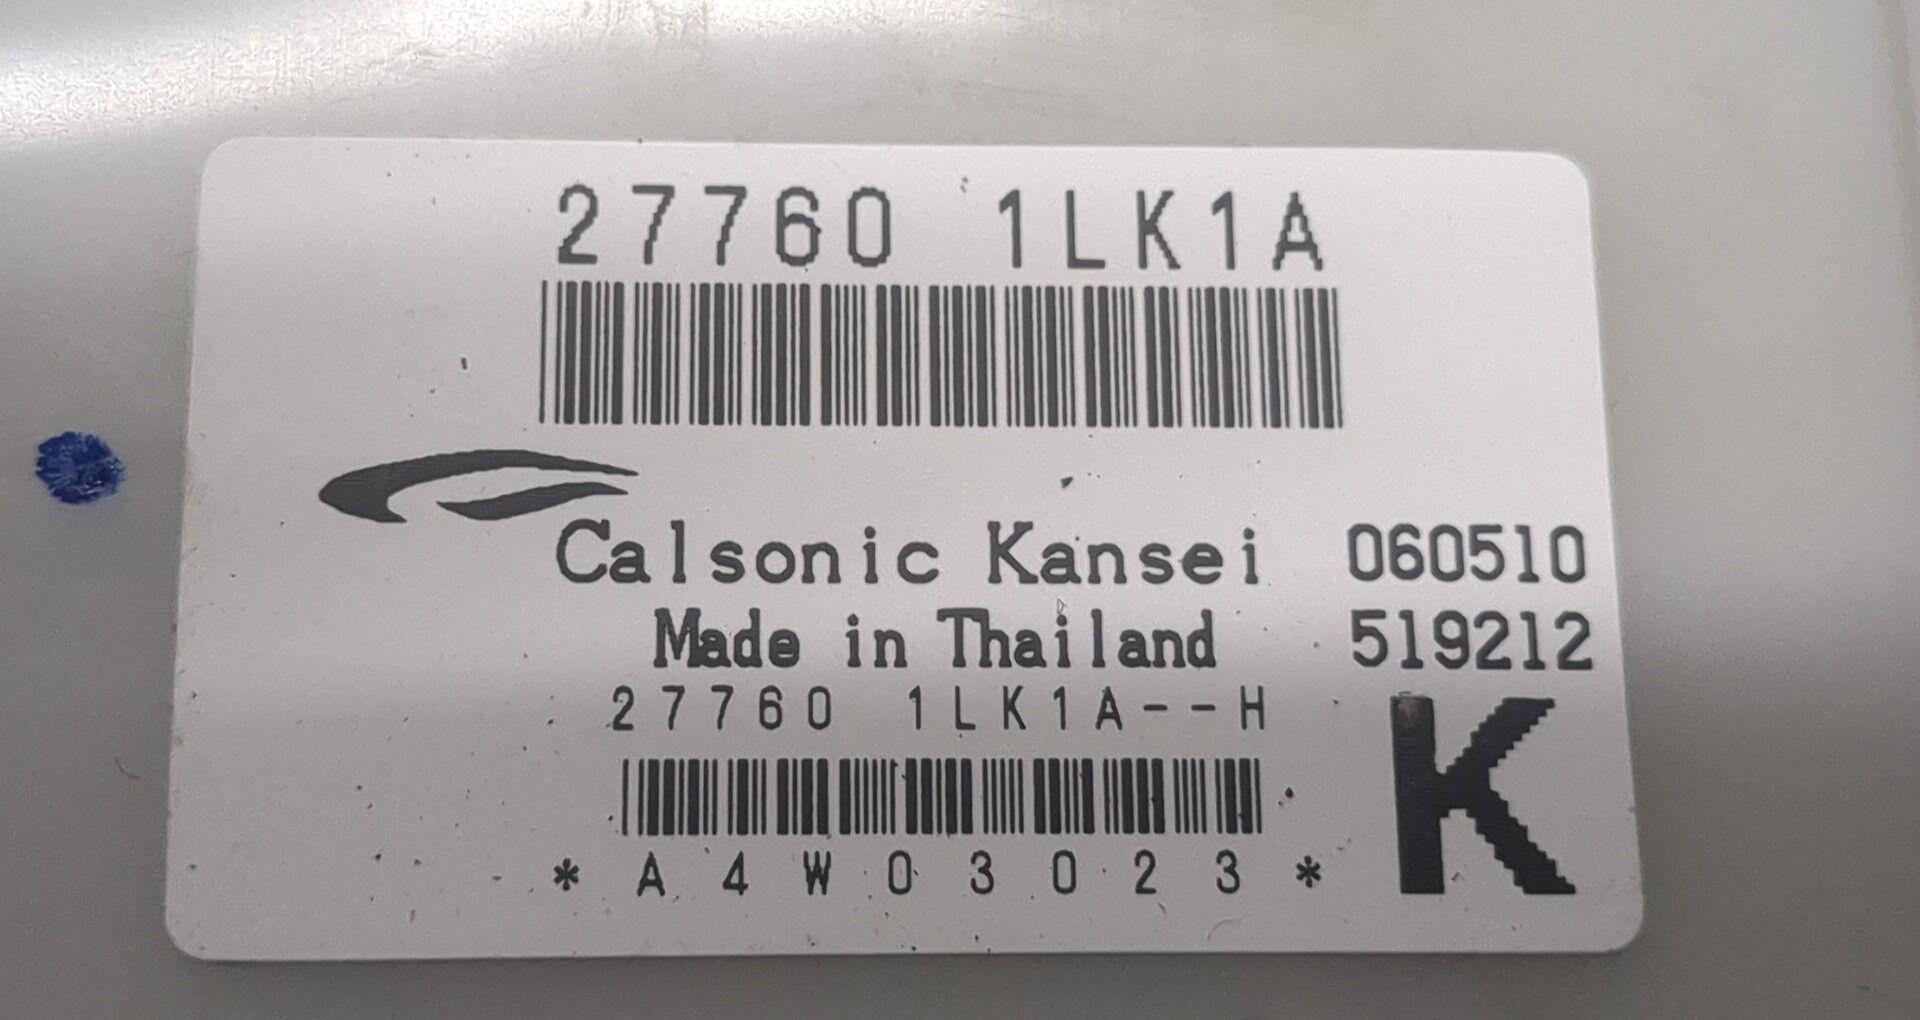 27760 1LK1A
Calsonic Kansei 060510
Made in Thailand 519212
27760 1LK1A--H
K
*A4W03023*